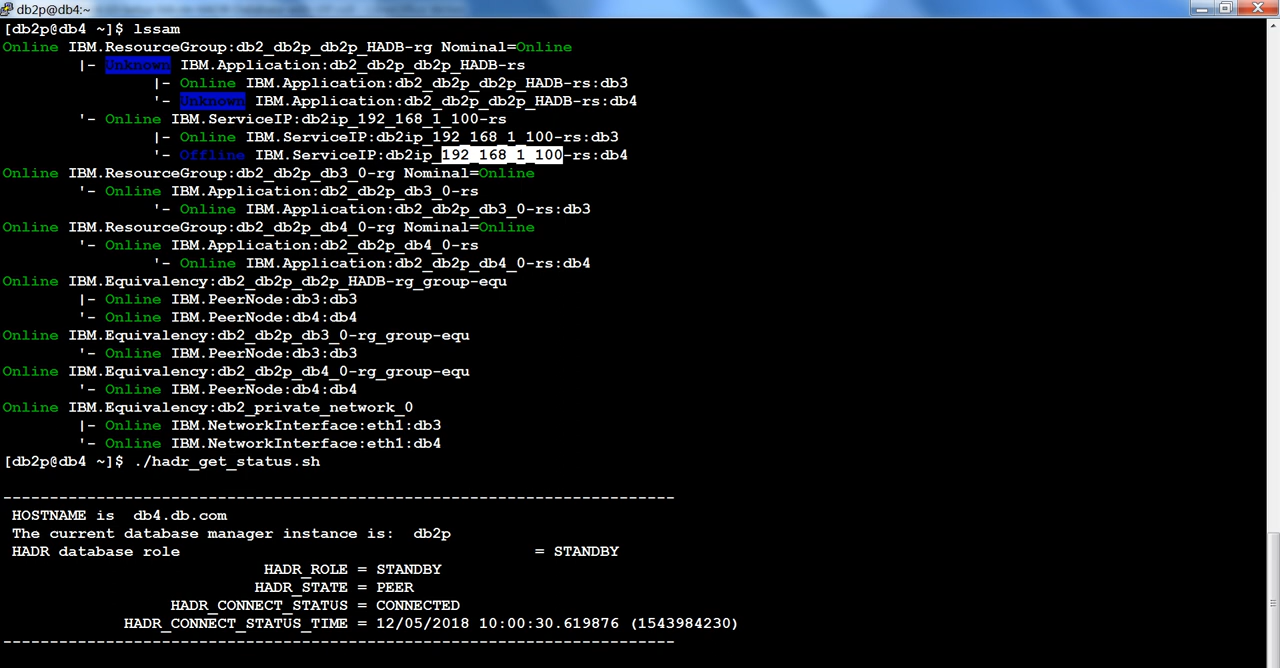 db2p@db4:~
[db2p@db4 ~]$ lssam
Online IBM.ResourceGroup:db2_db2p_db2p_HADB-rg Nominal=Online
|- Unknown IBM.Application:db2_db2p_db2p_HADB-rs
|- Online IBM.Application:db2_db2p_db2p_HADB-rs:db3
'- Unknown IBM.Application:db2_db2p_db2p_HADB-rs:db4
'- Online IBM.ServiceIP:db2ip_192_168_1_100-rs
|- Online IBM.ServiceIP:db2ip_192_168_1_100-rs:db3
'- Offline IBM.ServiceIP:db2ip_192_168_1_100-rs:db4
Online IBM.ResourceGroup:db2_db2p_db3_0-rg Nominal=Online
'- Online IBM.Application:db2_db2p_db3_0-rs
'- Online IBM.Application:db2_db2p_db3_0-rs:db3
Online IBM.ResourceGroup:db2_db2p_db4_0-rg Nominal=Online
'- Online IBM.Application:db2_db2p_db4_0-rs
'- Online IBM.Application:db2_db2p_db4_0-rs:db4
Online IBM.Equivalency:db2_db2p_db2p_HADB-rg_group-equ
|- Online IBM.PeerNode:db3:db3
'- Online IBM.PeerNode:db4:db4
Online IBM.Equivalency:db2_db2p_db3_0-rg_group-equ
'- Online IBM.PeerNode:db3:db3
Online IBM.Equivalency:db2_db2p_db4_0-rg_group-equ
'- Online IBM.PeerNode:db4:db4
Online IBM.Equivalency:db2_private_network_0
|- Online IBM.NetworkInterface:eth1:db3
'- Online IBM.NetworkInterface:eth1:db4
[db2p@db4 ~]$ ./hadr_get_status.sh
------------------------------------------------------------------------
HOSTNAME is db4.db.com
The current database manager instance is: db2p
HADR database role = STANDBY
HADR_ROLE = STANDBY
HADR_STATE = PEER
HADR_CONNECT_STATUS = CONNECTED
HADR_CONNECT_STATUS_TIME = 12/05/2018 10:00:30.619876 (1543984230)
------------------------------------------------------------------------